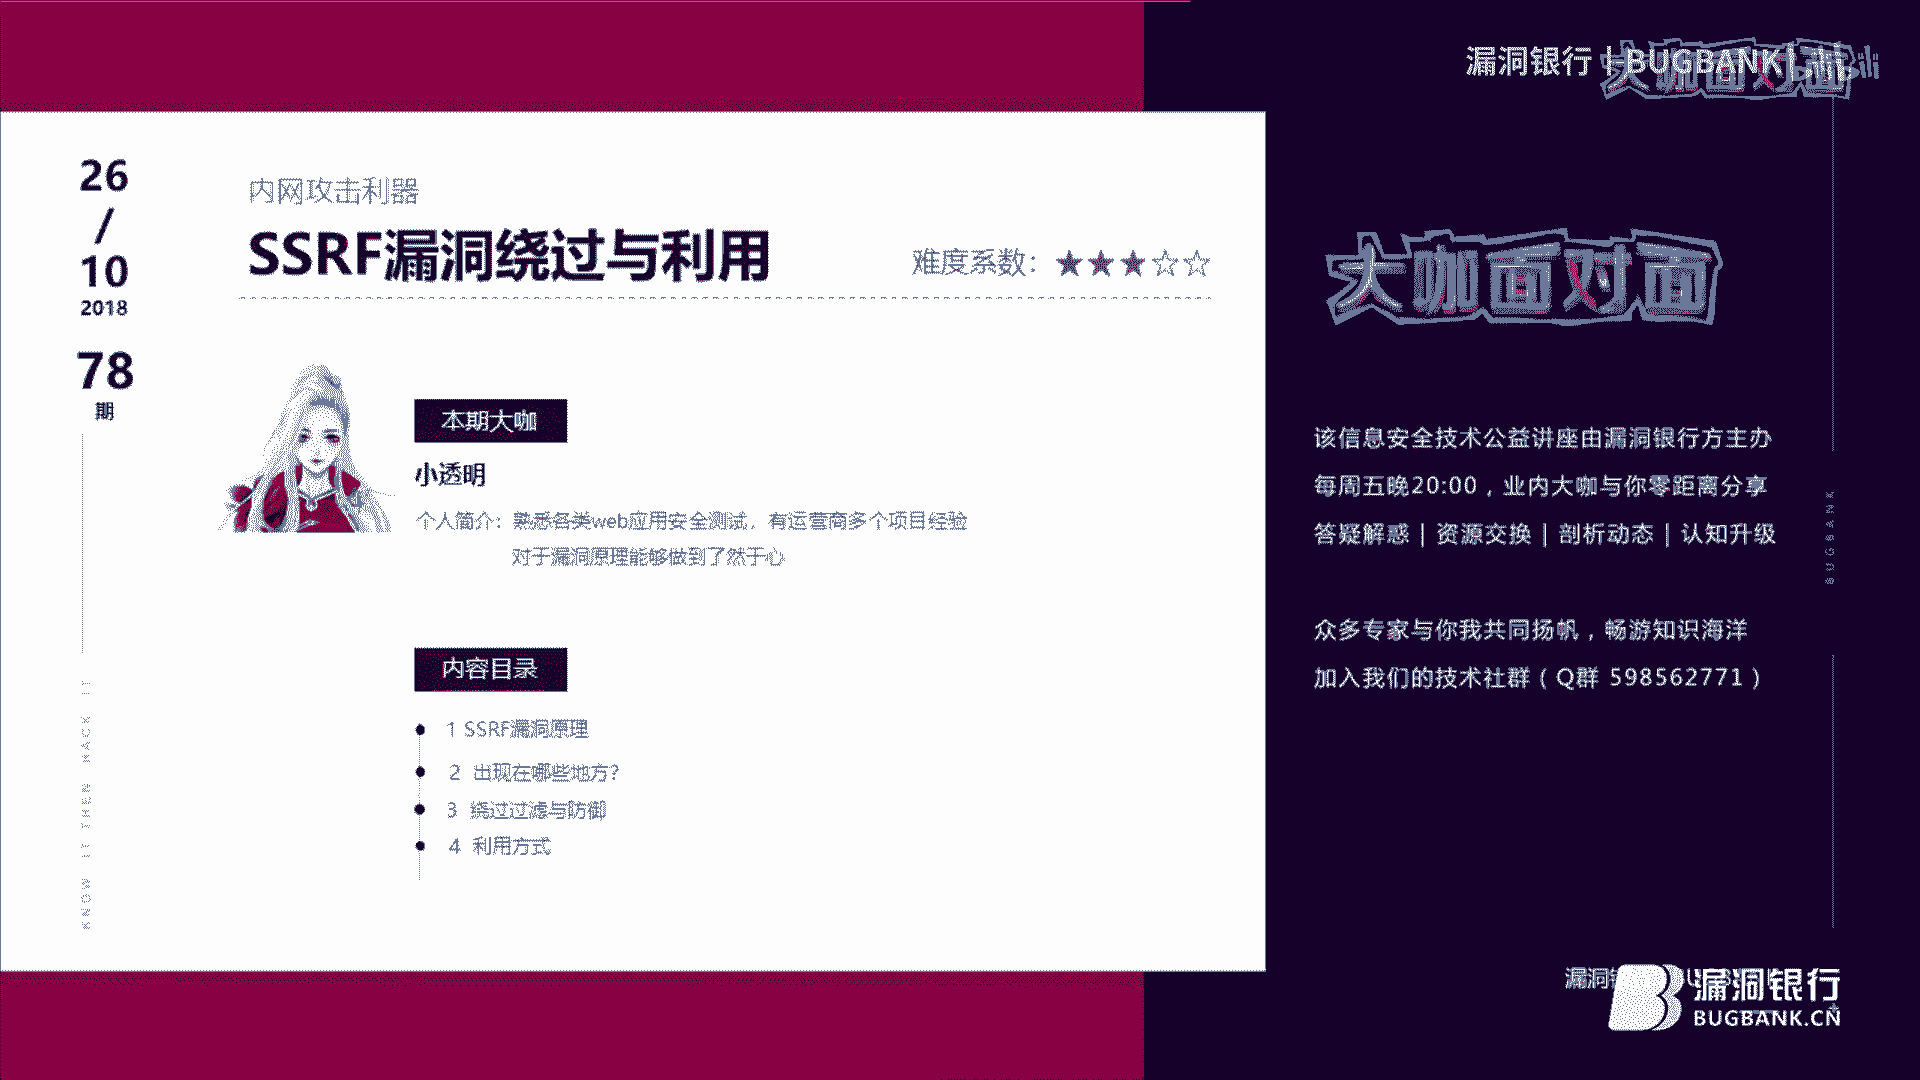 漏洞银行 | BUGBANK |
大咖面对面
26
/
10
2018
78
期
内网攻击利器
SSRF漏洞绕过与利用
难度系数：★★★☆☆
本期大咖
小透明
个人简介：熟悉各类web应用安全测试，有运营商多个项目经验
对于漏洞原理能够做到了然于心
内容目录
1 SSRF漏洞原理
2 出现在哪些地方？
3 绕过过滤与防御
4 利用方式
KNOW IT THEN HACK IT
大咖面对面
该信息安全技术公益讲座由漏洞银行方主办
每周五晚20:00，业内大咖与你零距离分享
答疑解惑 | 资源交换 | 剖析动态 | 认知升级
众多专家与你我共同扬帆，畅游知识海洋
加入我们的技术社群（Q群 598562771）
BUGBANK
漏洞银行
BUGBANK.CN